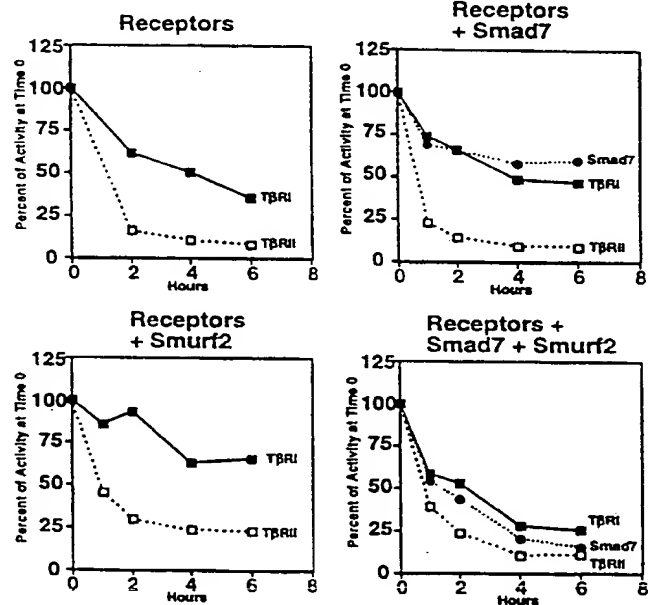 Receptors
Percent of Activity at Time 0
125
100
75
50
25
0
0 2 4 6 8
Hours
TβRI
TβRII
Receptors
+ Smad7
Percent of Activity at Time 0
125
100
75
50
25
0
0 2 4 6 8
Hours
Smad7
TβRI
TβRII
Receptors
+ Smurf2
Percent of Activity at Time 0
125
100
75
50
25
0
0 2 4 6 8
Hours
TβRI
TβRII
Receptors +
Smad7 + Smurf2
Percent of Activity at Time 0
125
100
75
50
25
0
0 2 4 6 8
Hours
TβRI
Smad7
TβRII